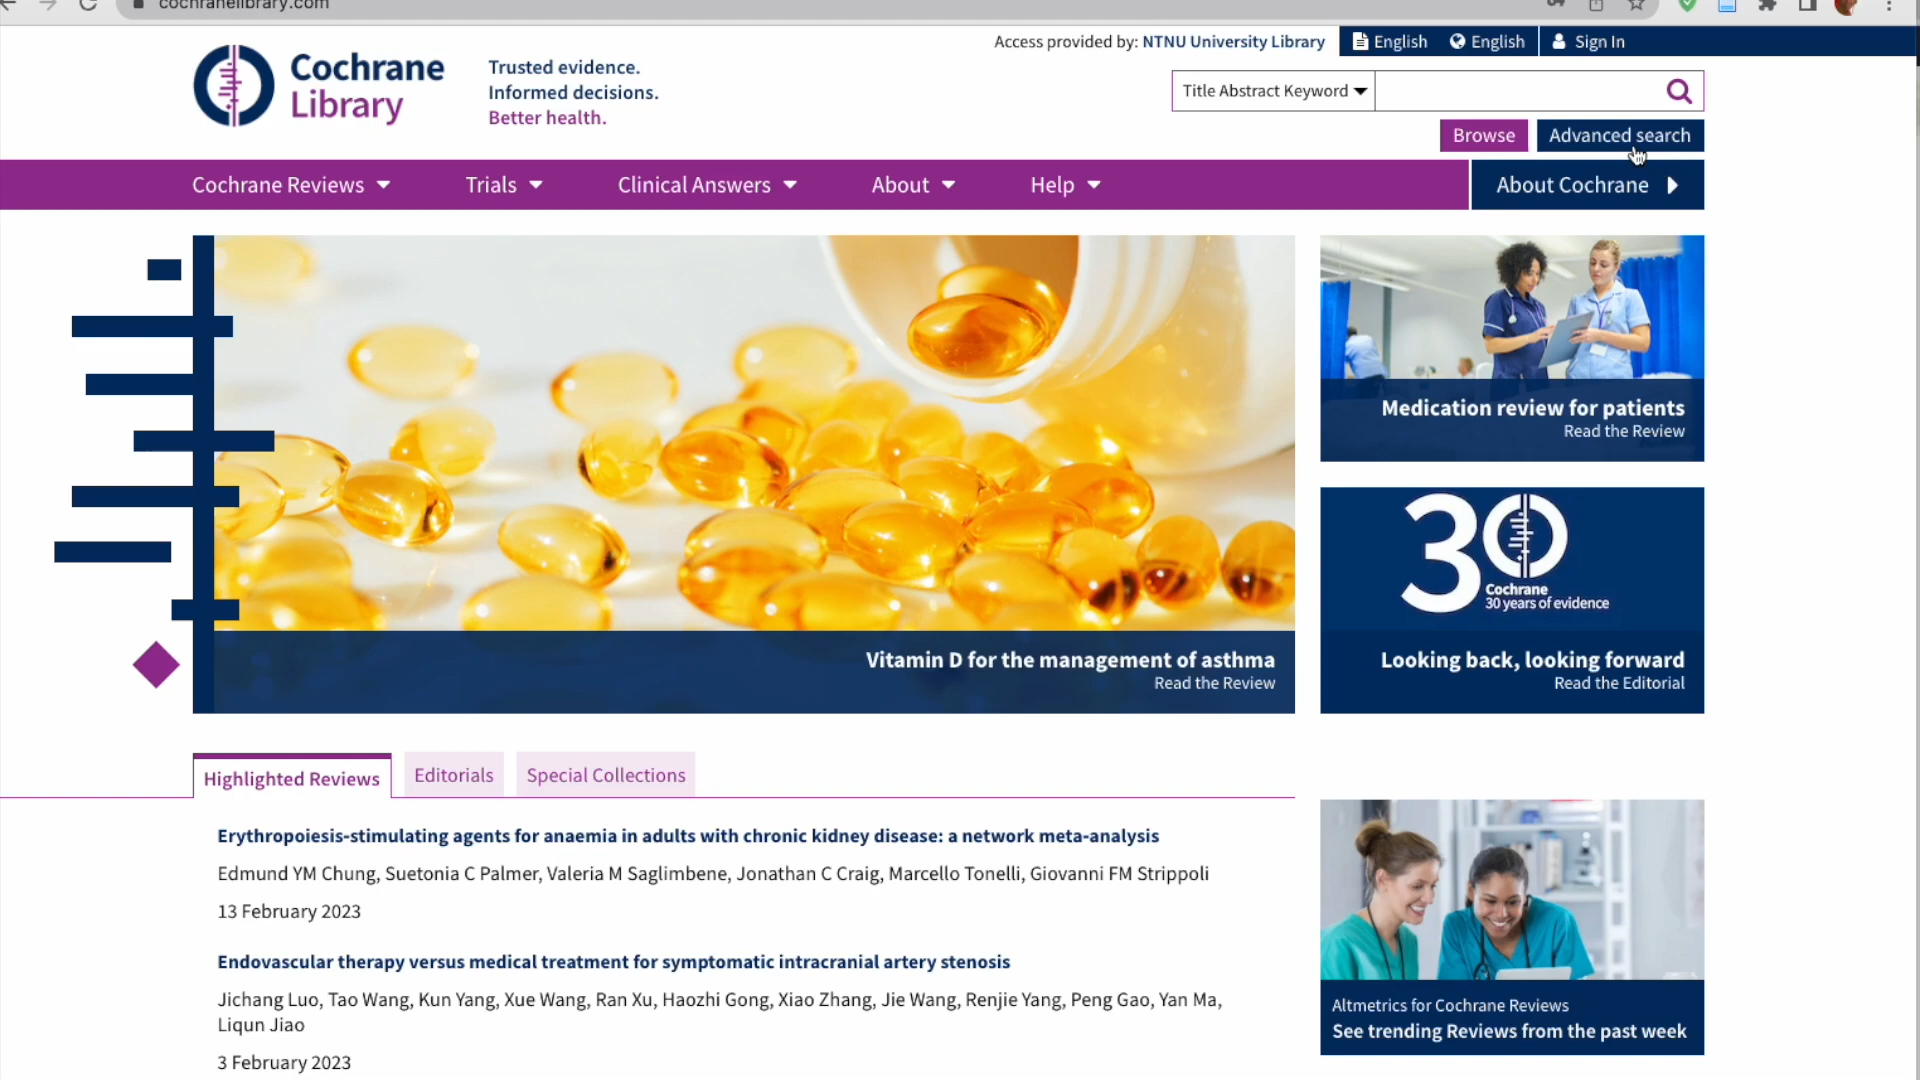 cochranelibrary.com
Access provided by: NTNU University Library
English
English
Sign In
Cochrane
Library
Trusted evidence.
Informed decisions.
Better health.
Title Abstract Keyword
Browse
Advanced search
Cochrane Reviews
Trials
Clinical Answers
About
Help
About Cochrane
Medication review for patients
Read the Review
Vitamin D for the management of asthma
Read the Review
30
Cochrane
30 years of evidence
Looking back, looking forward
Read the Editorial
Highlighted Reviews
Editorials
Special Collections
Erythropoiesis-stimulating agents for anaemia in adults with chronic kidney disease: a network meta-analysis
Edmund YM Chung, Suetonia C Palmer, Valeria M Saglimbene, Jonathan C Craig, Marcello Tonelli, Giovanni FM Strippoli
13 February 2023
Endovascular therapy versus medical treatment for symptomatic intracranial artery stenosis
Jichang Luo, Tao Wang, Kun Yang, Xue Wang, Ran Xu, Haozhi Gong, Xiao Zhang, Jie Wang, Renjie Yang, Peng Gao, Yan Ma,
Liqun Jiao
3 February 2023
Altmetrics for Cochrane Reviews
See trending Reviews from the past week